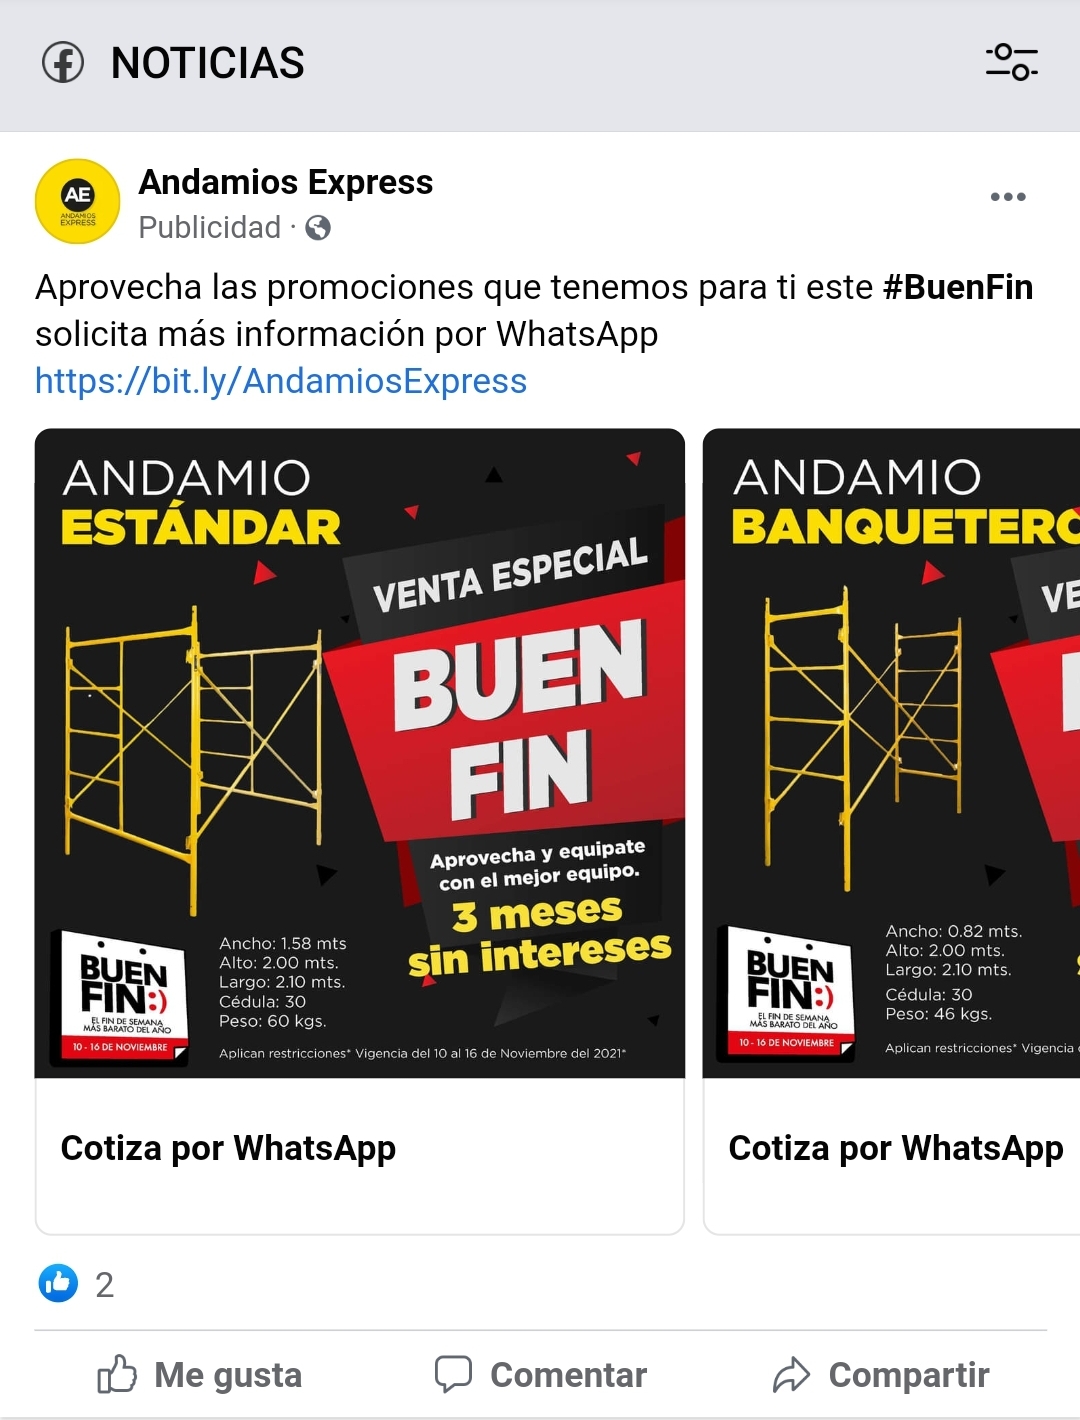 NOTICIAS
AE
ANDAMIOS
EXPRESS
Andamios Express
Publicidad ·
Aprovecha las promociones que tenemos para ti este #BuenFin
solicita más información por WhatsApp
https://bit.ly/AndamiosExpress
ANDAMIO
ESTÁNDAR
VENTA ESPECIAL
BUEN
FIN
Aprovecha y equipate
con el mejor equipo.
3 meses
sin intereses
BUEN
FIN:)
EL FIN DE SEMANA
MÁS BARATO DEL AÑO
10 - 16 DE NOVIEMBRE
Ancho: 1.58 mts
Alto: 2.00 mts.
Largo: 2.10 mts.
Cédula: 30
Peso: 60 kgs.
Aplican restricciones* Vigencia del 10 al 16 de Noviembre del 2021*
Cotiza por WhatsApp
ANDAMIO
BANQUETERO
VE
BUEN
FIN:)
EL FIN DE SEMANA
MÁS BARATO DEL AÑO
10 - 16 DE NOVIEMBRE
Ancho: 0.82 mts.
Alto: 2.00 mts.
Largo: 2.10 mts.
Cédula: 30
Peso: 46 kgs.
Aplican restricciones* Vigencia
Cotiza por WhatsApp
2
Me gusta
Comentar
Compartir